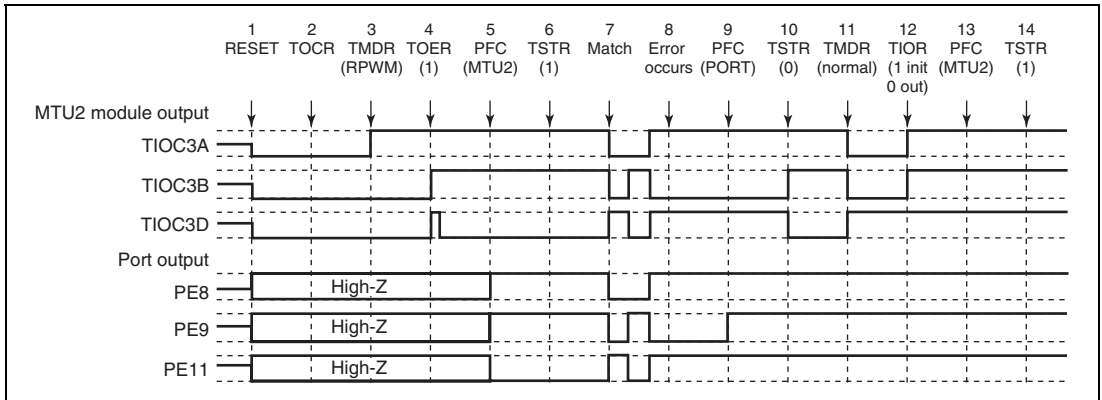 1 2 3 4 5 6 7 8 9 10 11 12 13 14
RESET TOCR TMDR TOER PFC TSTR Match Error PFC TSTR TMDR TIOR PFC TSTR
(RPWM) (1) (MTU2) (1) occurs (PORT) (0) (normal) (1 init (MTU2) (1)
0 out)
MTU2 module output
TIOC3A
TIOC3B
TIOC3D
Port output
PE8 High-Z
PE9 High-Z
PE11 High-Z